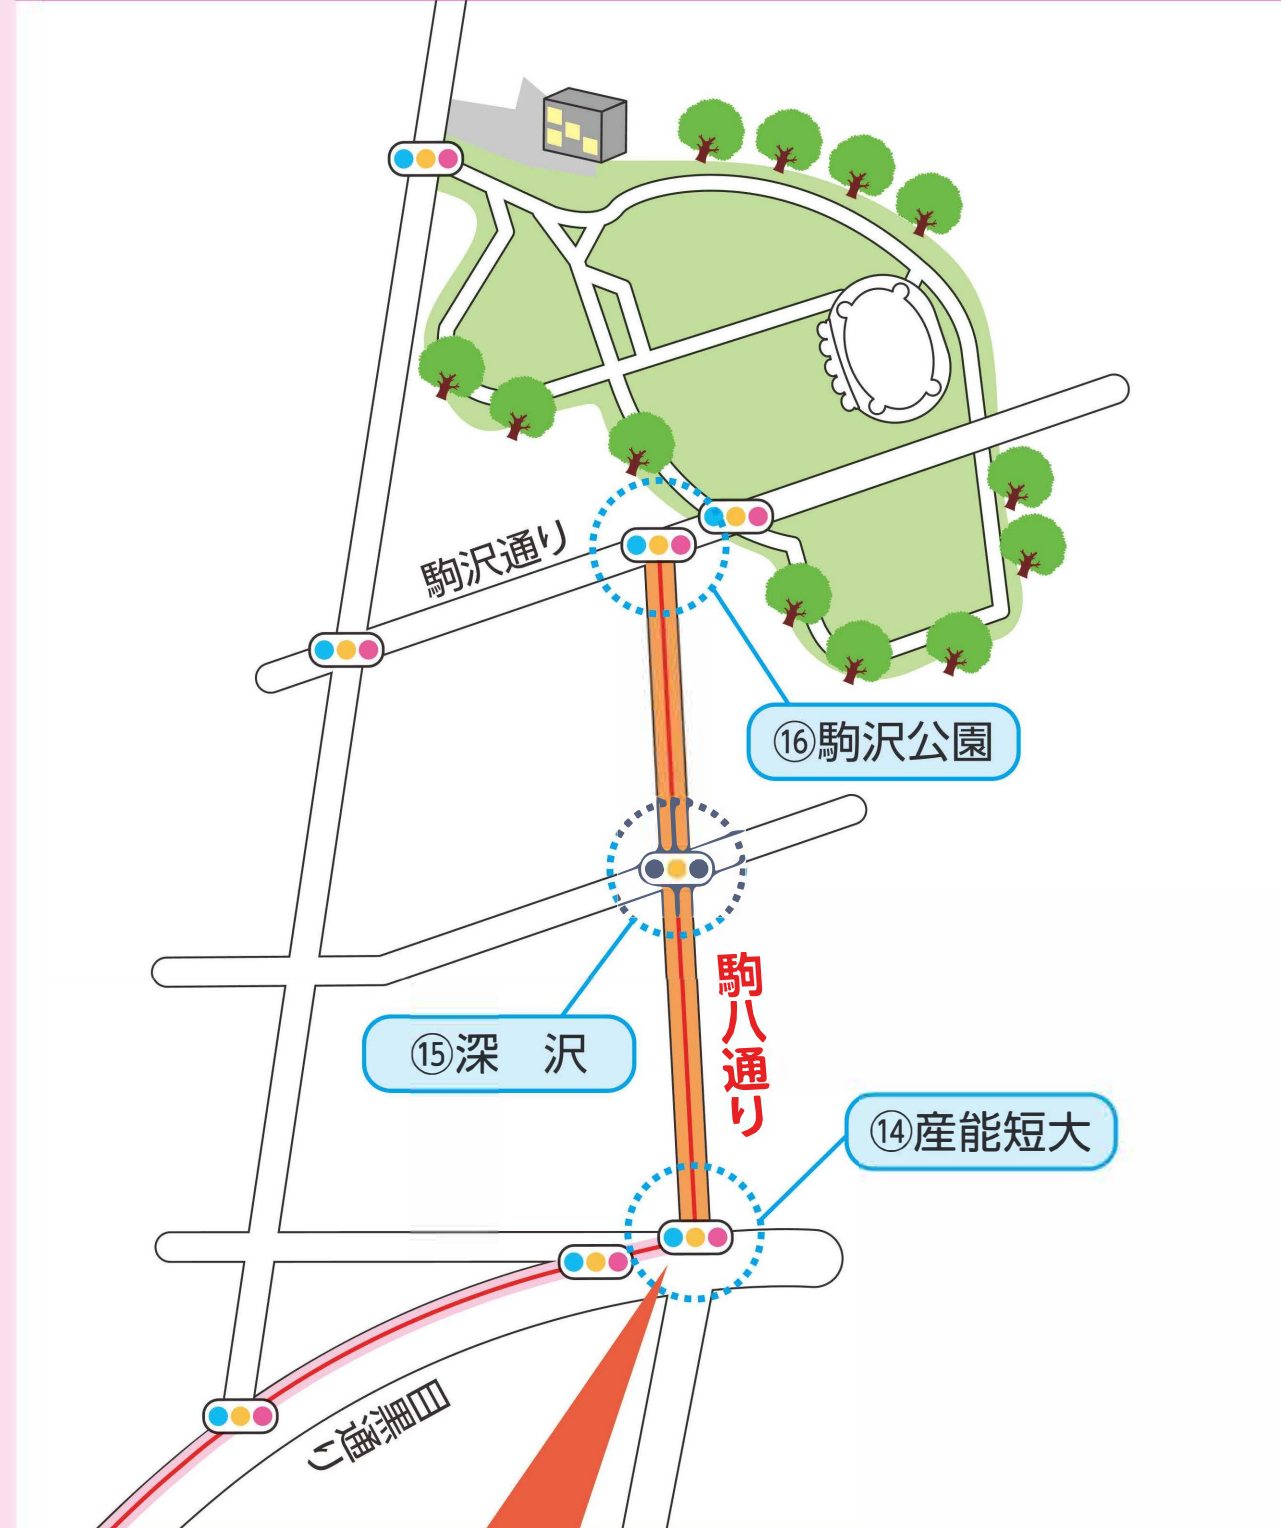 駒沢通り
⑯駒沢公園
⑮深　沢
駒八通り
⑭産能短大
目黒通り